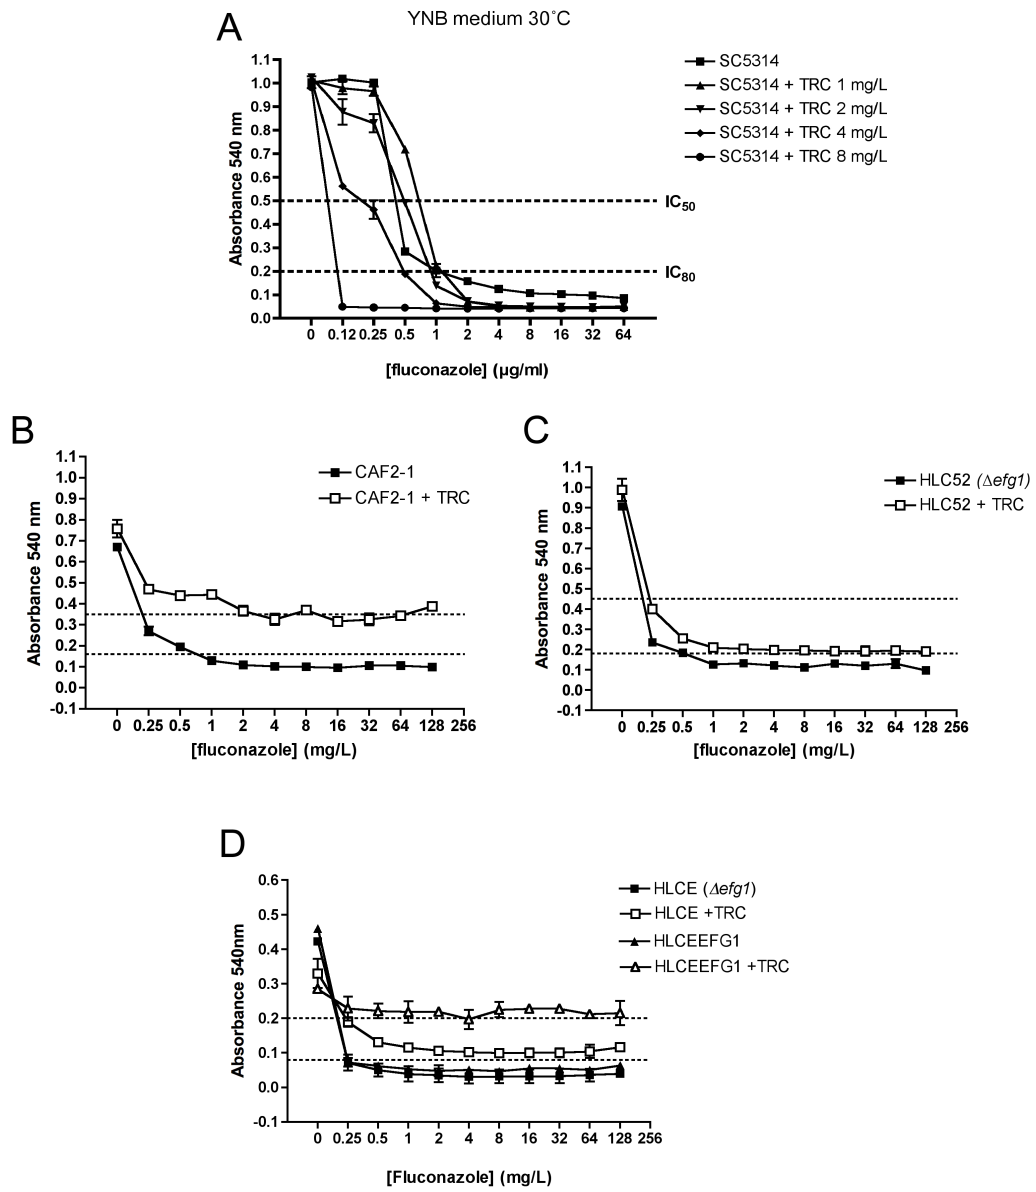 A
YNB medium 30˚C
SC5314
SC5314 + TRC 1 mg/L
SC5314 + TRC 2 mg/L
SC5314 + TRC 4 mg/L
SC5314 + TRC 8 mg/L
Absorbance 540 nm
1.1
1.0
0.9
0.8
0.7
0.6
0.5
0.4
0.3
0.2
0.1
0.0
IC50
IC80
0 0.12 0.25 0.5 1 2 4 8 16 32 64
[fluconazole] (µg/ml)
B
CAF2-1
CAF2-1 + TRC
Absorbance 540 nm
1.1
1.0
0.9
0.8
0.7
0.6
0.5
0.4
0.3
0.2
0.1
0.0
-0.1
0 0.25 0.5 1 2 4 8 16 32 64 128 256
[fluconazole] (mg/L)
C
HLC52 (Δefg1)
HLC52 + TRC
Absorbance 540 nm
1.1
1.0
0.9
0.8
0.7
0.6
0.5
0.4
0.3
0.2
0.1
0.0
-0.1
0 0.25 0.5 1 2 4 8 16 32 64 128 256
[fluconazole] (mg/L)
D
HLCE (Δefg1)
HLCE +TRC
HLCEEFG1
HLCEEFG1 +TRC
Absorbance 540nm
0.6
0.5
0.4
0.3
0.2
0.1
0.0
-0.1
0 0.25 0.5 1 2 4 8 16 32 64 128 256
[Fluconazole] (mg/L)